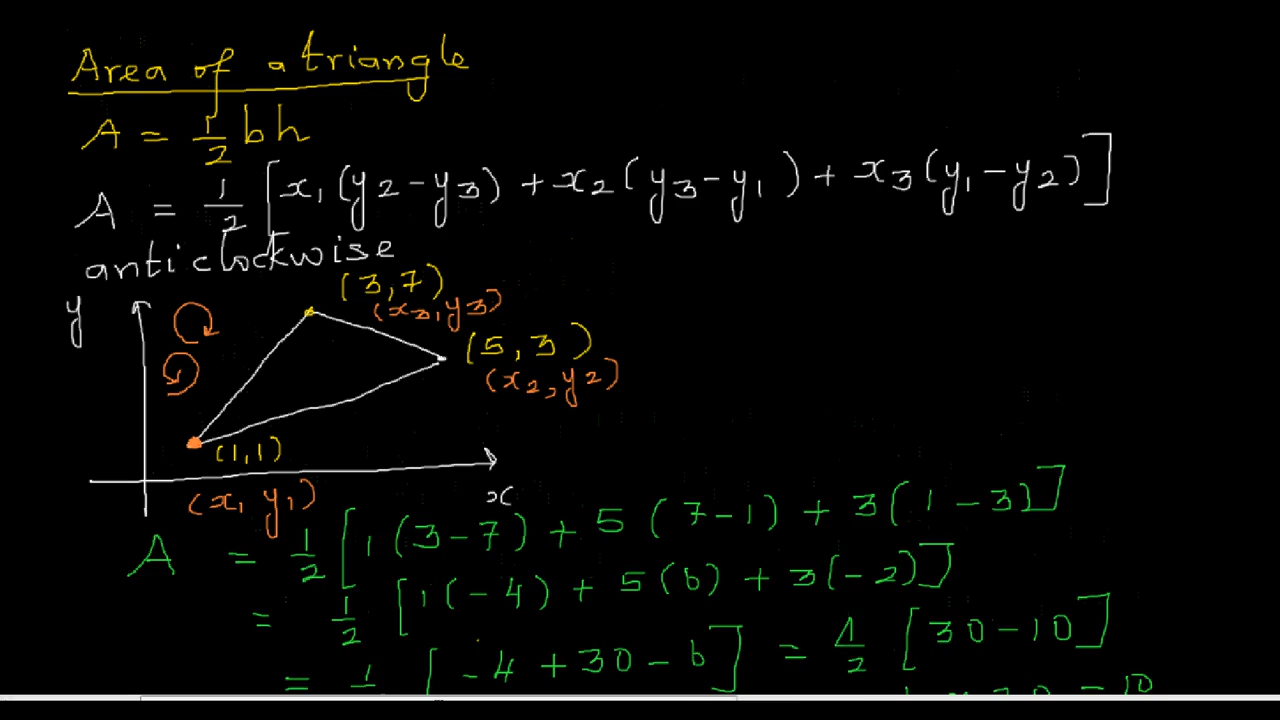 Area of a triangle
A = 1/2 bh
A = 1/2 [x1(y2-y3) + x2(y3-y1) + x3(y1-y2)]
anticlockwise
y
(3,7)
(x3,y3)
(5,3)
(x2,y2)
(1,1)
(x1 y1)
x
A = 1/2 [1(3-7) + 5(7-1) + 3(1-3)]
= 1/2 [1(-4) + 5(6) + 3(-2)]
= 1/2 [-4 + 30 - 6] = 1/2 [30-10]
= 10